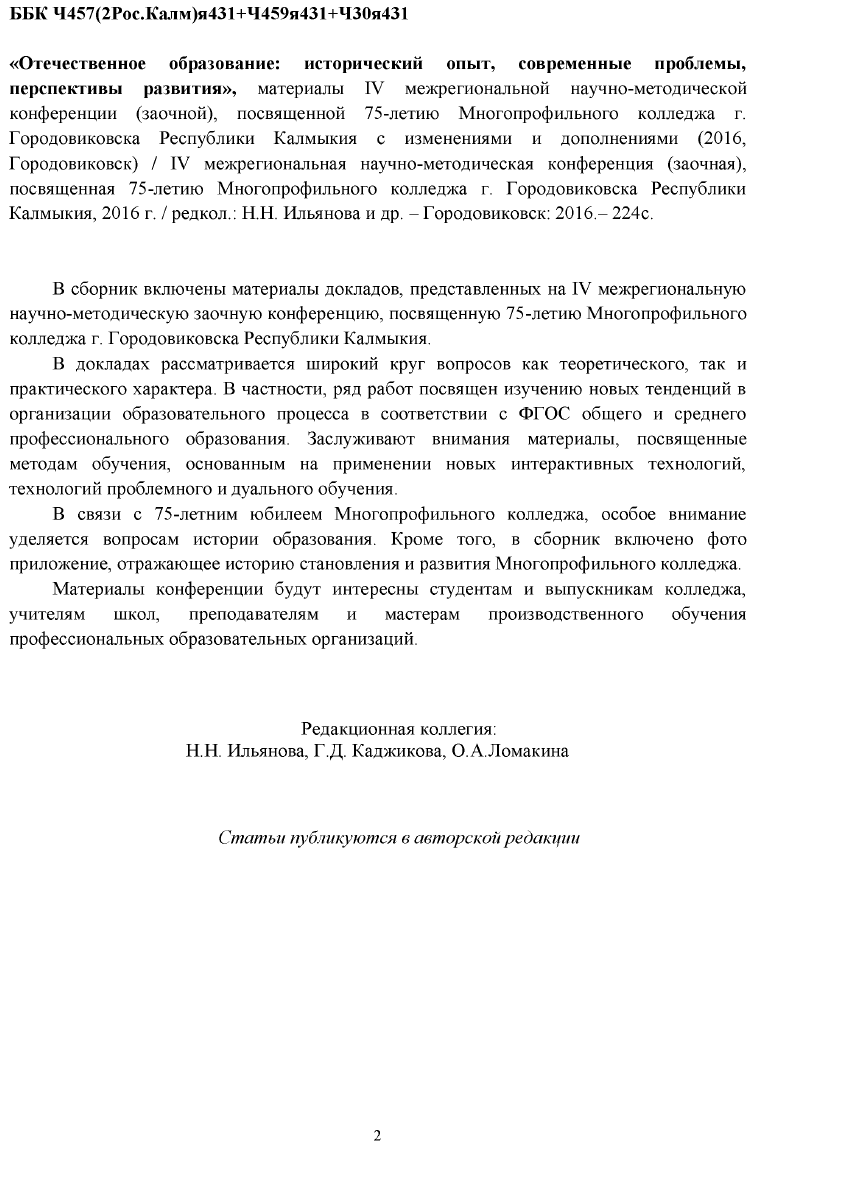 ББК Ч457(2Рос.Калм)я431+Ч459я431+Ч30я431
«Отечественное образование: исторический опыт, современные проблемы,
перспективы развития», материалы IV межрегиональной научно-методической
конференции (заочной), посвященной 75-летию Многопрофильного колледжа г.
Городовиковска Республики Калмыкия с изменениями и дополнениями (2016,
Городовиковск) / IV межрегиональная научно-методическая конференция (заочная),
посвященная 75-летию Многопрофильного колледжа г. Городовиковска Республики
Калмыкия, 2016 г. / редкол.: Н.Н. Ильянова и др. – Городовиковск: 2016.– 224с.
В сборник включены материалы докладов, представленных на IV межрегиональную
научно-методическую заочную конференцию, посвященную 75-летию Многопрофильного
колледжа г. Городовиковска Республики Калмыкия.
В докладах рассматривается широкий круг вопросов как теоретического, так и
практического характера. В частности, ряд работ посвящен изучению новых тенденций в
организации образовательного процесса в соответствии с ФГОС общего и среднего
профессионального образования. Заслуживают внимания материалы, посвященные
методам обучения, основанным на применении новых интерактивных технологий,
технологий проблемного и дуального обучения.
В связи с 75-летним юбилеем Многопрофильного колледжа, особое внимание
уделяется вопросам истории образования. Кроме того, в сборник включено фото
приложение, отражающее историю становления и развития Многопрофильного колледжа.
Материалы конференции будут интересны студентам и выпускникам колледжа,
учителям школ, преподавателям и мастерам производственного обучения
профессиональных образовательных организаций.
Редакционная коллегия:
Н.Н. Ильянова, Г.Д. Каджикова, О.А.Ломакина
Статьи публикуются в авторской редакции
2